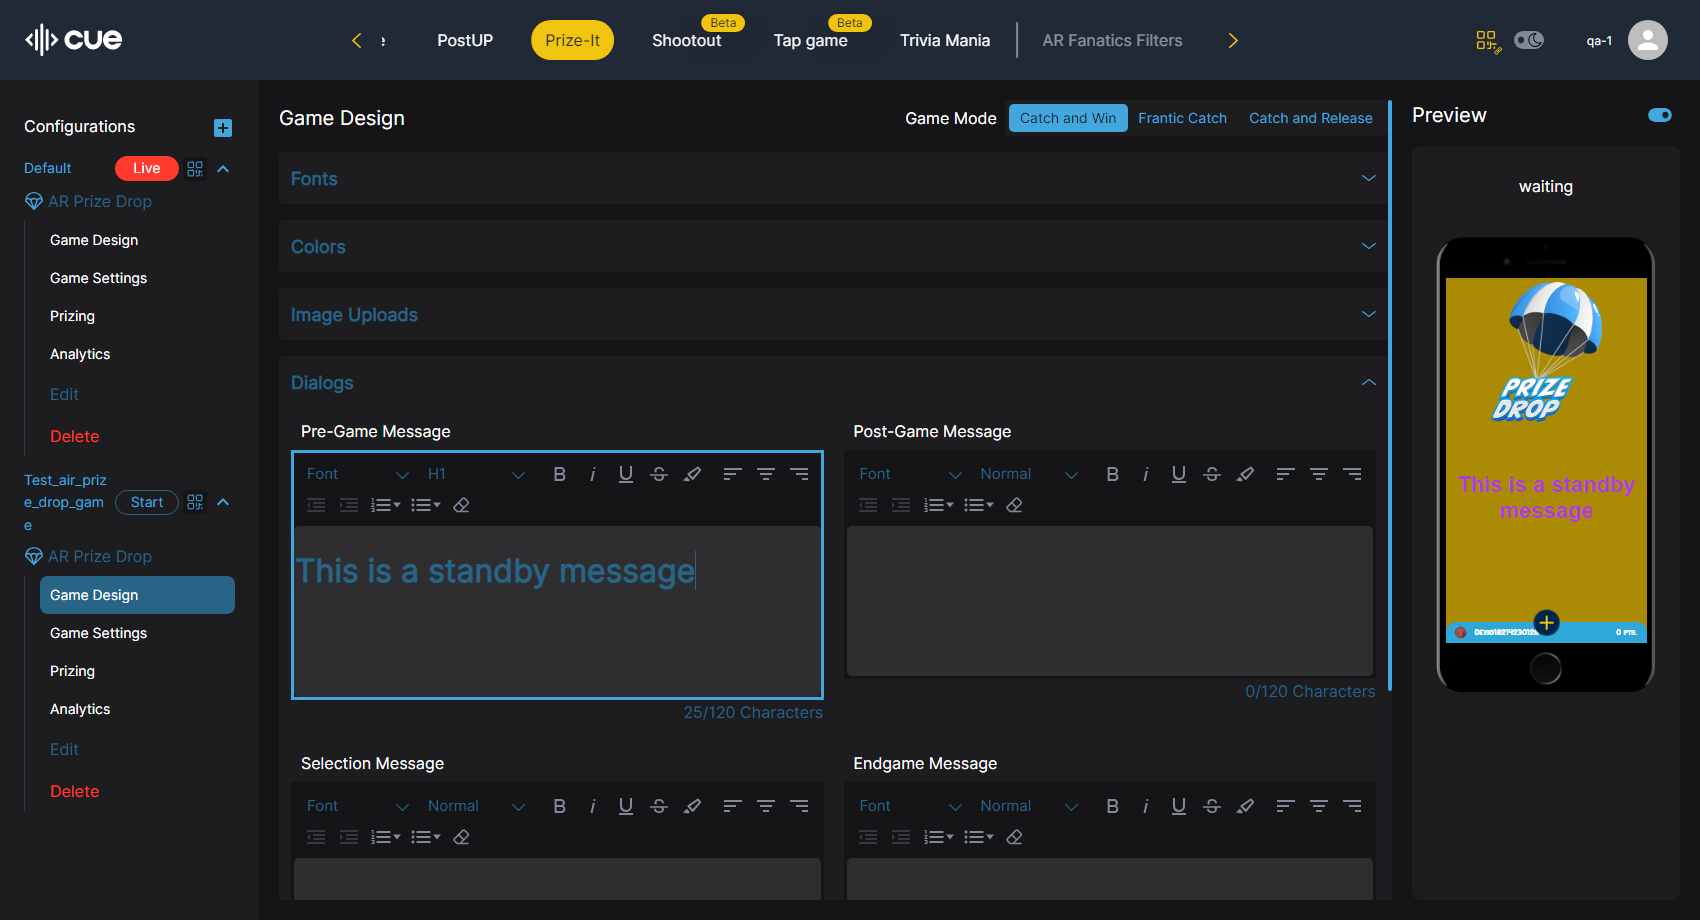 cue
PostUP
Prize-It
Shootout
Beta
Tap game
Beta
Trivia Mania
AR Fanatics Filters
qa-1
Configurations
Default
Live
AR Prize Drop
Game Design
Game Settings
Prizing
Analytics
Edit
Delete
Test_air_priz
e_drop_gam
e
Start
AR Prize Drop
Game Design
Game Settings
Prizing
Analytics
Edit
Delete
Game Design
Game Mode
Catch and Win
Frantic Catch
Catch and Release
Fonts
Colors
Image Uploads
Dialogs
Pre-Game Message
Font
H1
B i U S
This is a standby message
25/120 Characters
Post-Game Message
Font
Normal
B i U S
0/120 Characters
Selection Message
Font
Normal
B i U S
Endgame Message
Font
Normal
B i U S
Preview
waiting
PRIZE
DROP
This is a standby
message
0 PTS.